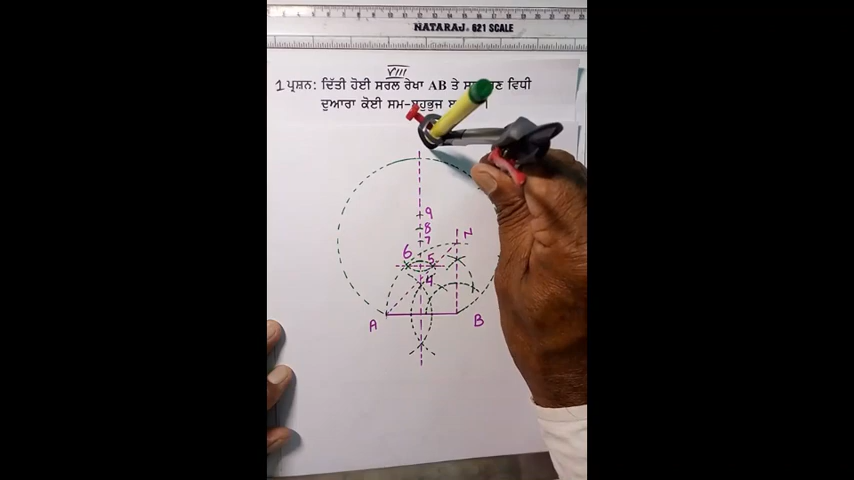 NATARAJ 621 SCALE
VIII
1 ਪ੍ਰਸ਼ਨ: ਦਿੱਤੀ ਹੋਈ ਸਰਲ ਰੇਖਾ AB ਤੇ ਵਿਧੀ
ਦੁਆਰਾ ਕੋਈ ਸਮ-ਬਹੁਭੁਜ
9
8
7
N
6
5
4
A
B